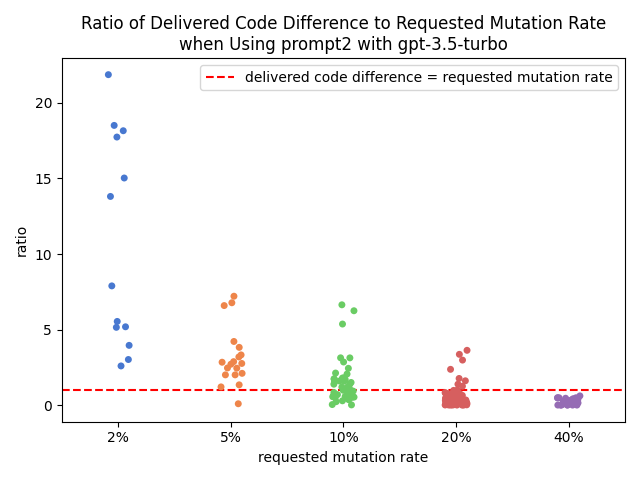 Ratio of Delivered Code Difference to Requested Mutation Rate
when Using prompt2 with gpt-3.5-turbo
delivered code difference = requested mutation rate
20
15
10
5
0
ratio
2%
5%
10%
20%
40%
requested mutation rate